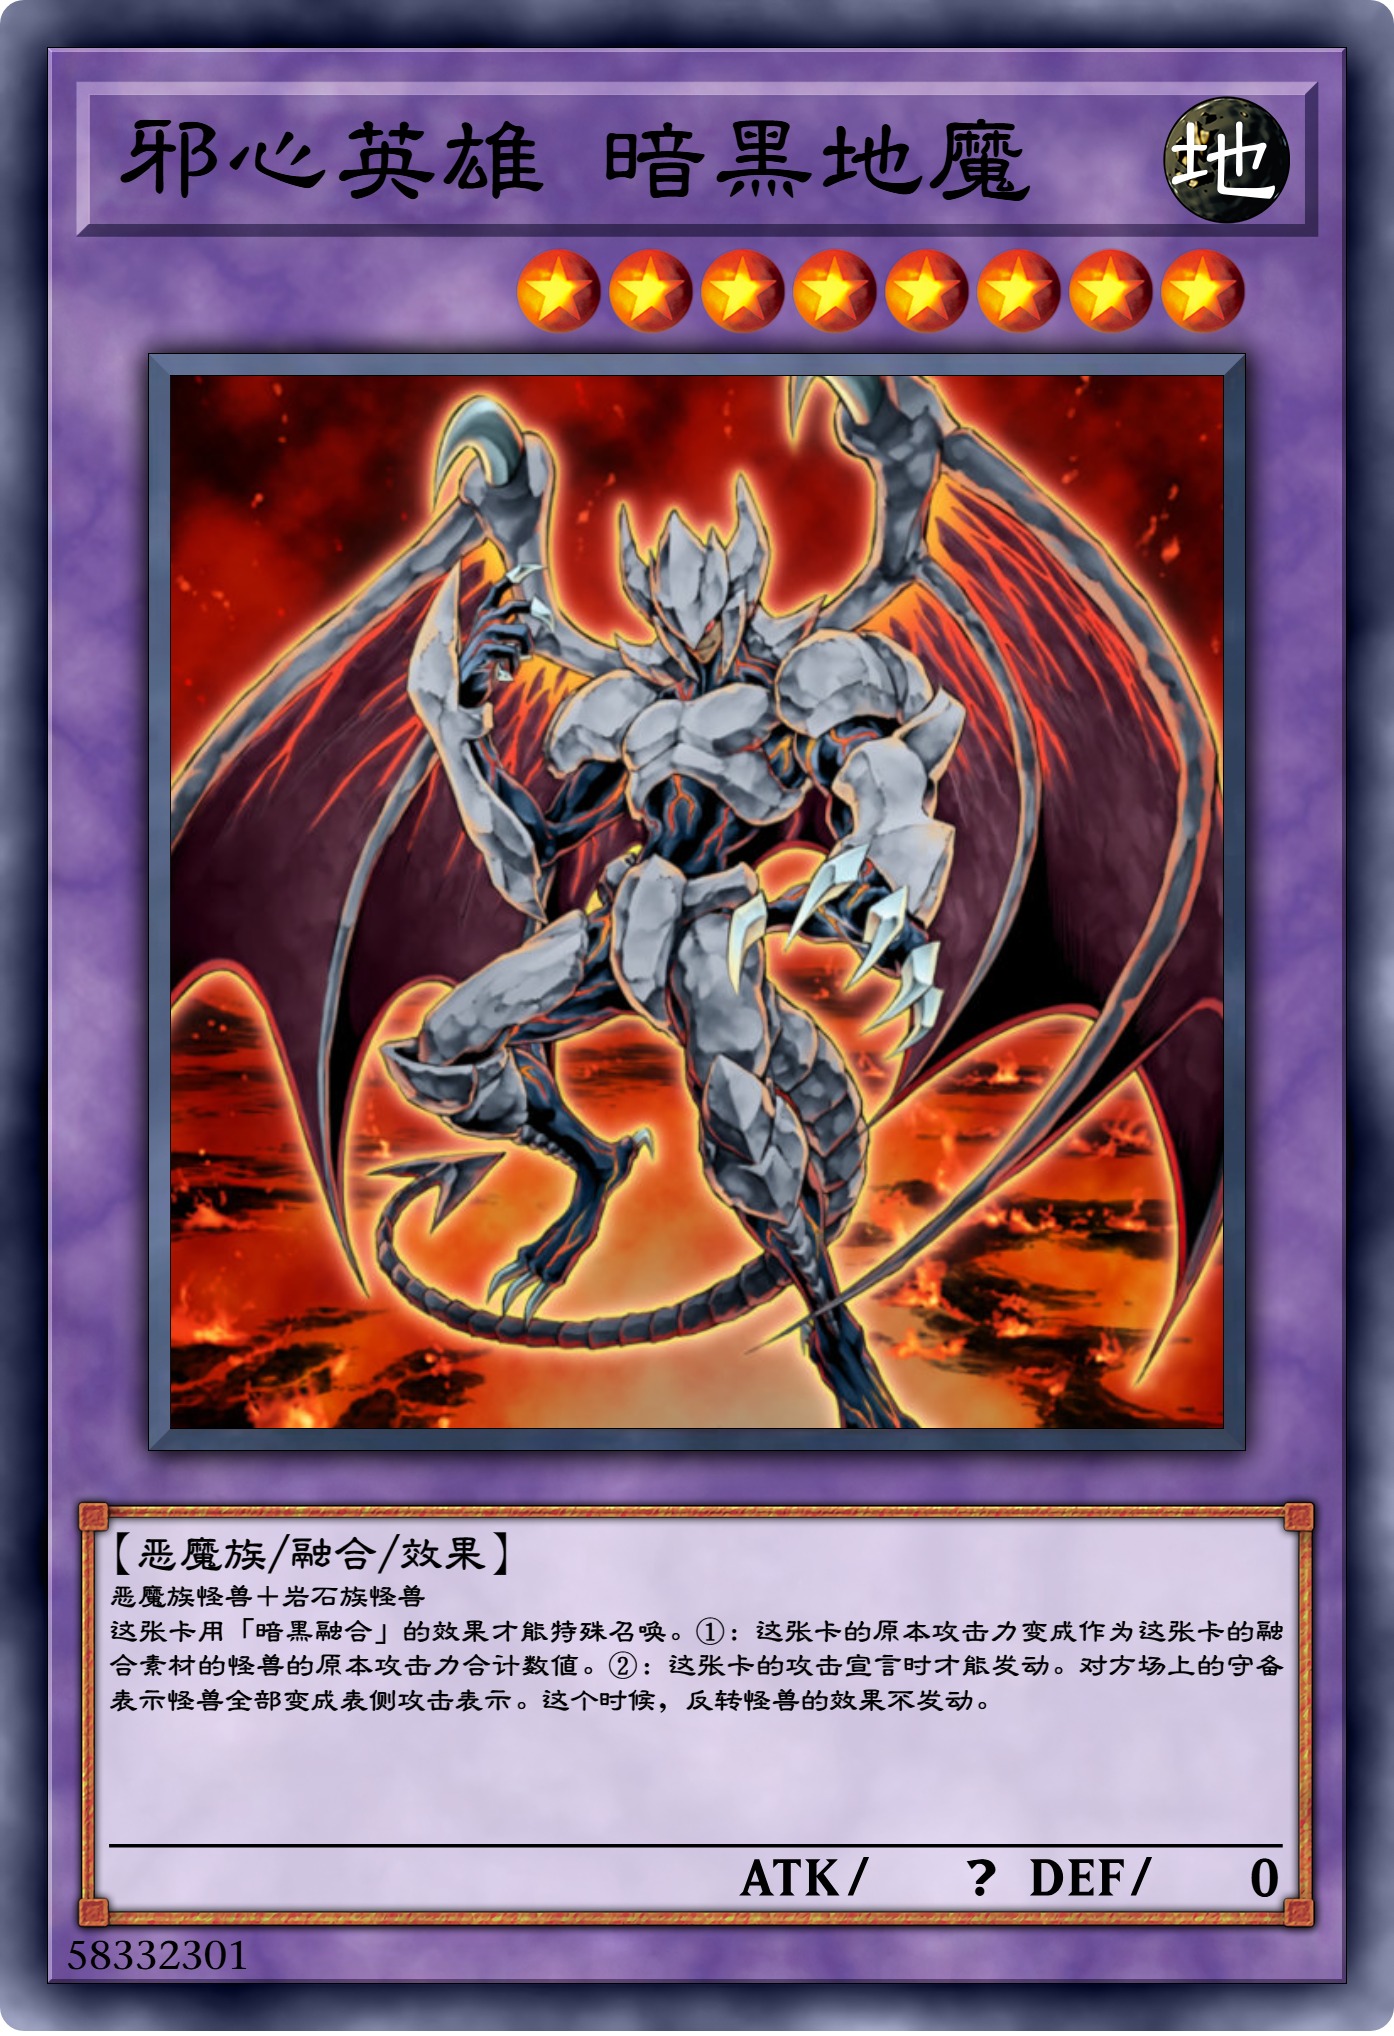 邪心英雄 暗黑地魔
地
【恶魔族/融合/效果】
恶魔族怪兽＋岩石族怪兽
这张卡用「暗黑融合」的效果才能特殊召唤。①：这张卡的原本攻击力变成作为这张卡的融
合素材的怪兽的原本攻击力合计数值。②：这张卡的攻击宣言时才能发动。对方场上的守备
表示怪兽全部变成表侧攻击表示。这个时候，反转怪兽的效果不发动。
ATK/ ? DEF/ 0
58332301